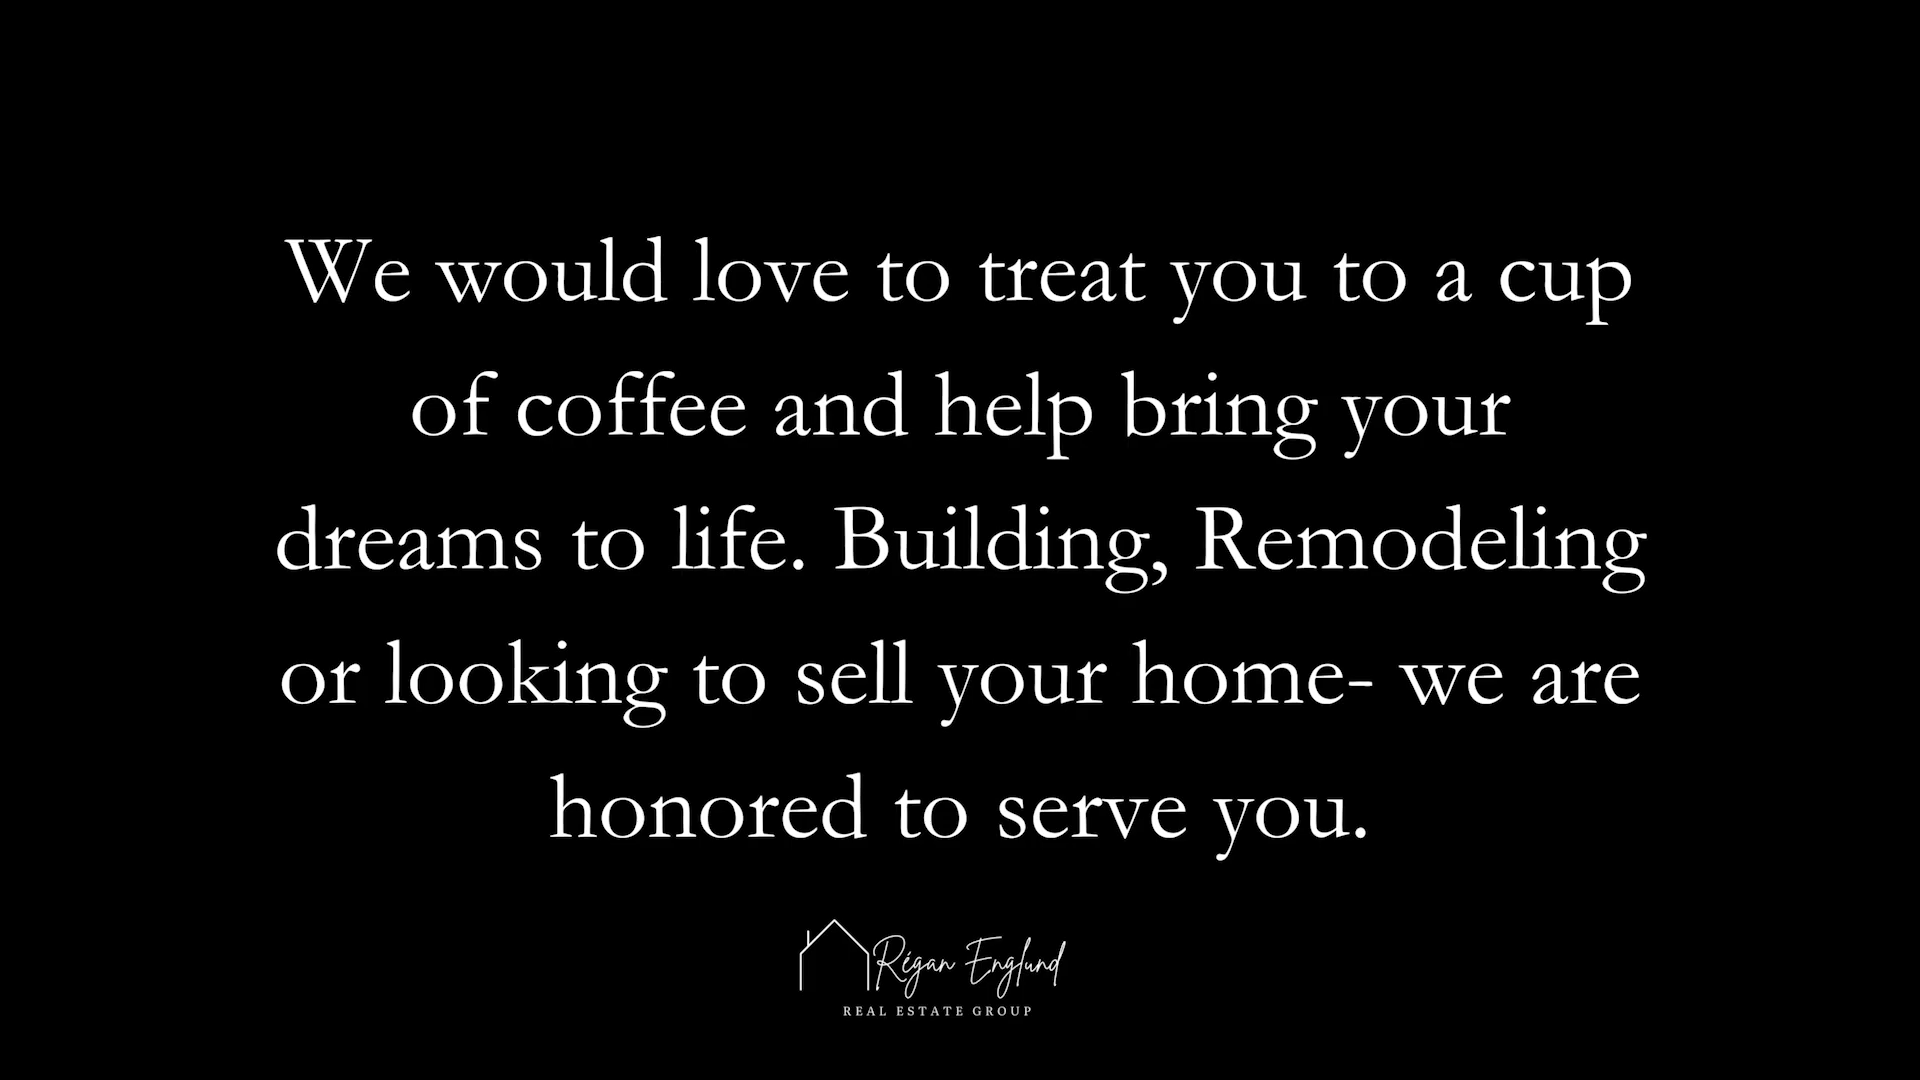 We would love to treat you to a cup
of coffee and help bring your
dreams to life. Building, Remodeling
or looking to sell your home- we are
honored to serve you.
Régan Englund
REAL ESTATE GROUP